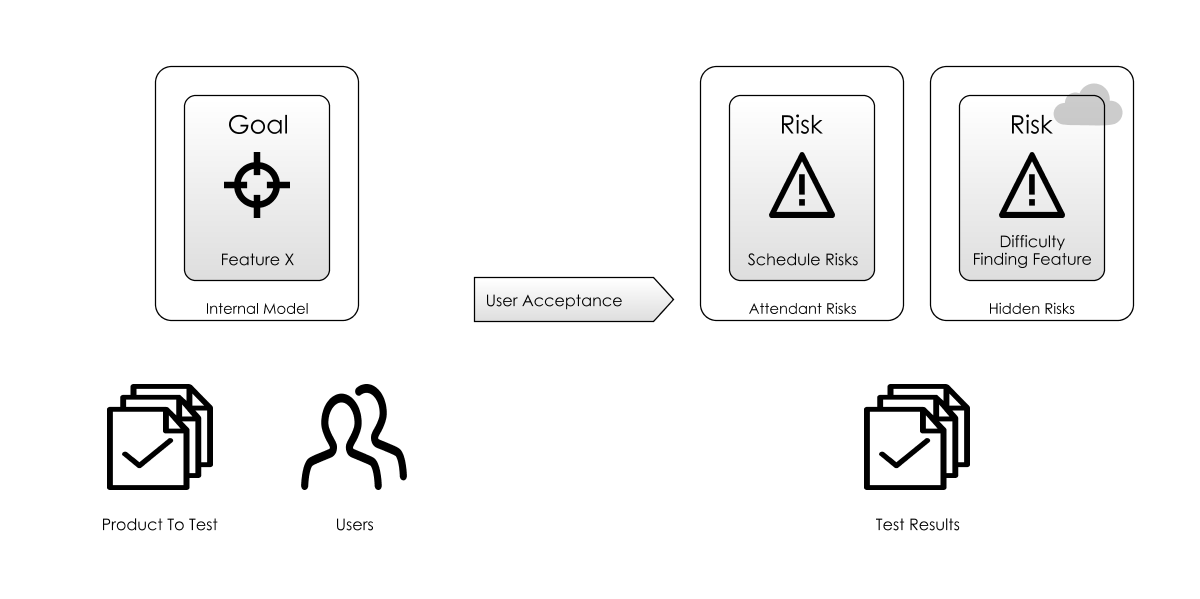 Goal
Feature X
Internal Model
User Acceptance
Risk
Schedule Risks
Attendant Risks
Risk
Difficulty
Finding Feature
Hidden Risks
Product To Test
Users
Test Results